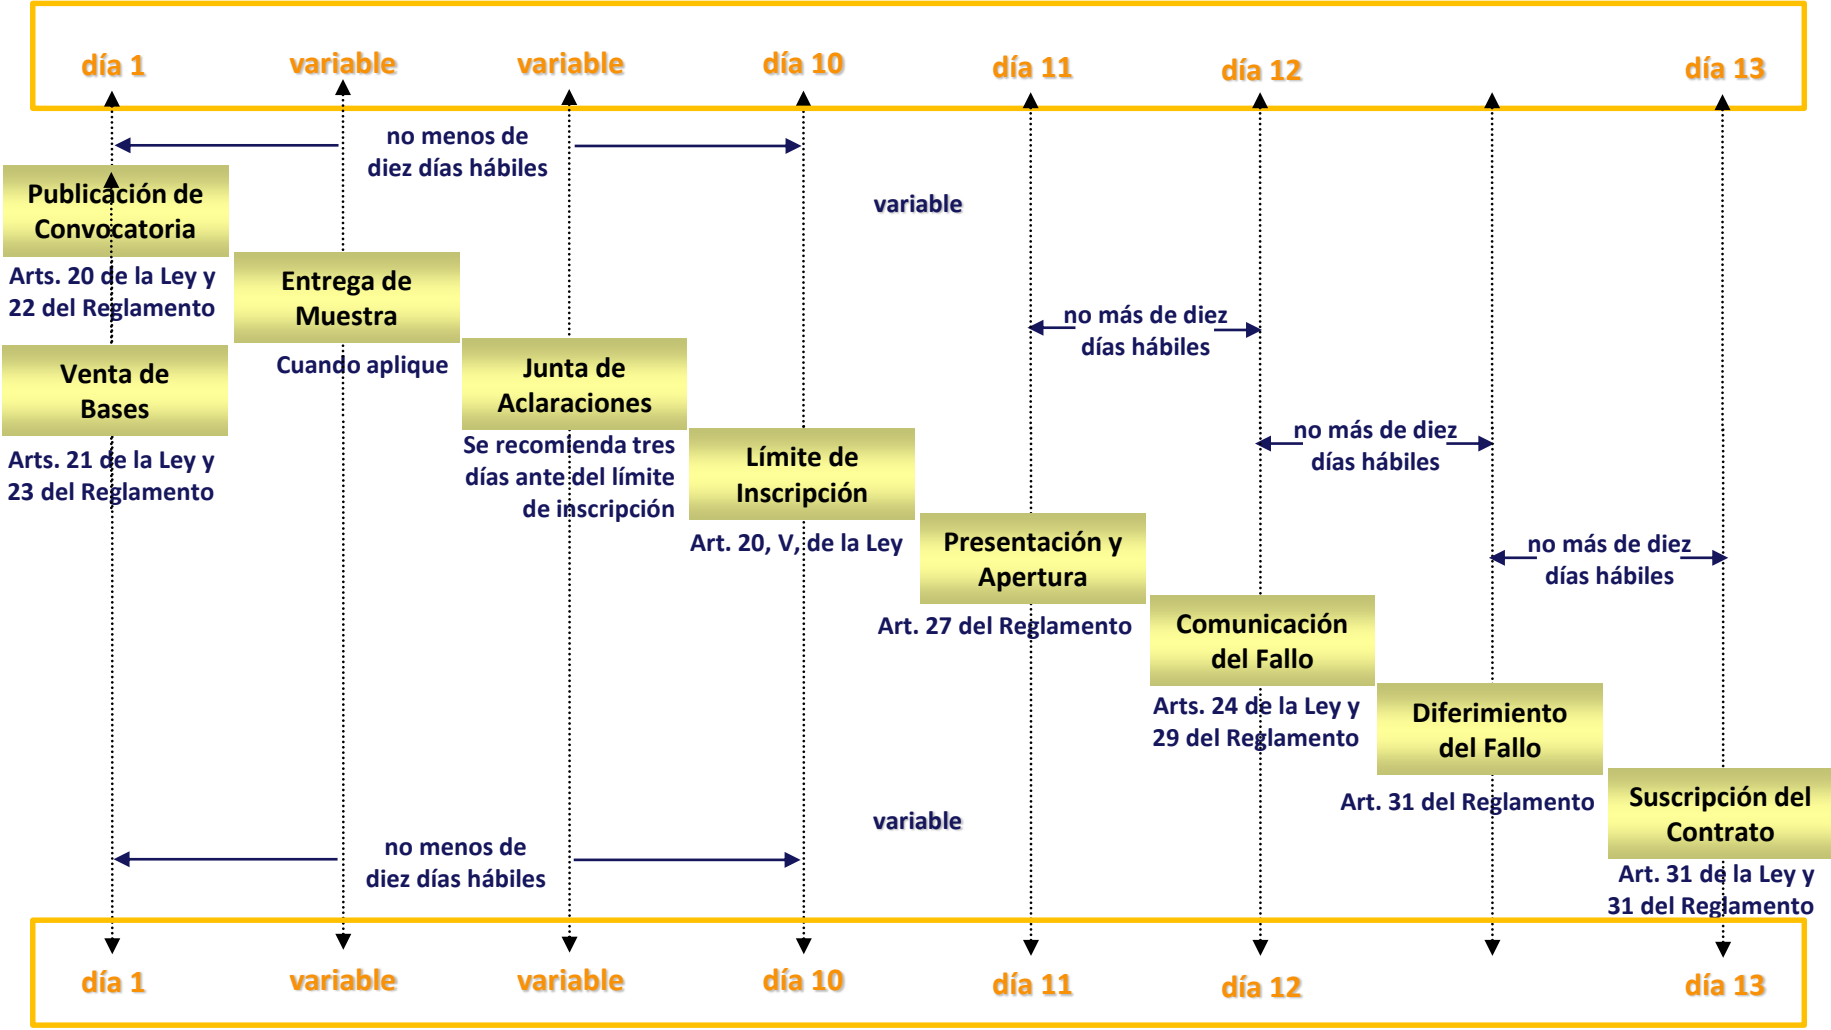 día 1
variable
variable
día 10
día 11
día 12
día 13
no menos de
diez días hábiles
variable
Publicación de
Convocatoria
Arts. 20 de la Ley y
22 del Reglamento
Venta de
Bases
Arts. 21 de la Ley y
23 del Reglamento
Entrega de
Muestra
Cuando aplique
Junta de
Aclaraciones
Se recomienda tres
días ante del límite
de inscripción
Límite de
Inscripción
Art. 20, V, de la Ley
no más de diez
días hábiles
Presentación y
Apertura
Art. 27 del Reglamento
no más de diez
días hábiles
Comunicación
del Fallo
Arts. 24 de la Ley y
29 del Reglamento
no más de diez
días hábiles
Diferimiento
del Fallo
Art. 31 del Reglamento
Suscripción del
Contrato
Art. 31 de la Ley y
31 del Reglamento
variable
no menos de
diez días hábiles
día 1
variable
variable
día 10
día 11
día 12
día 13